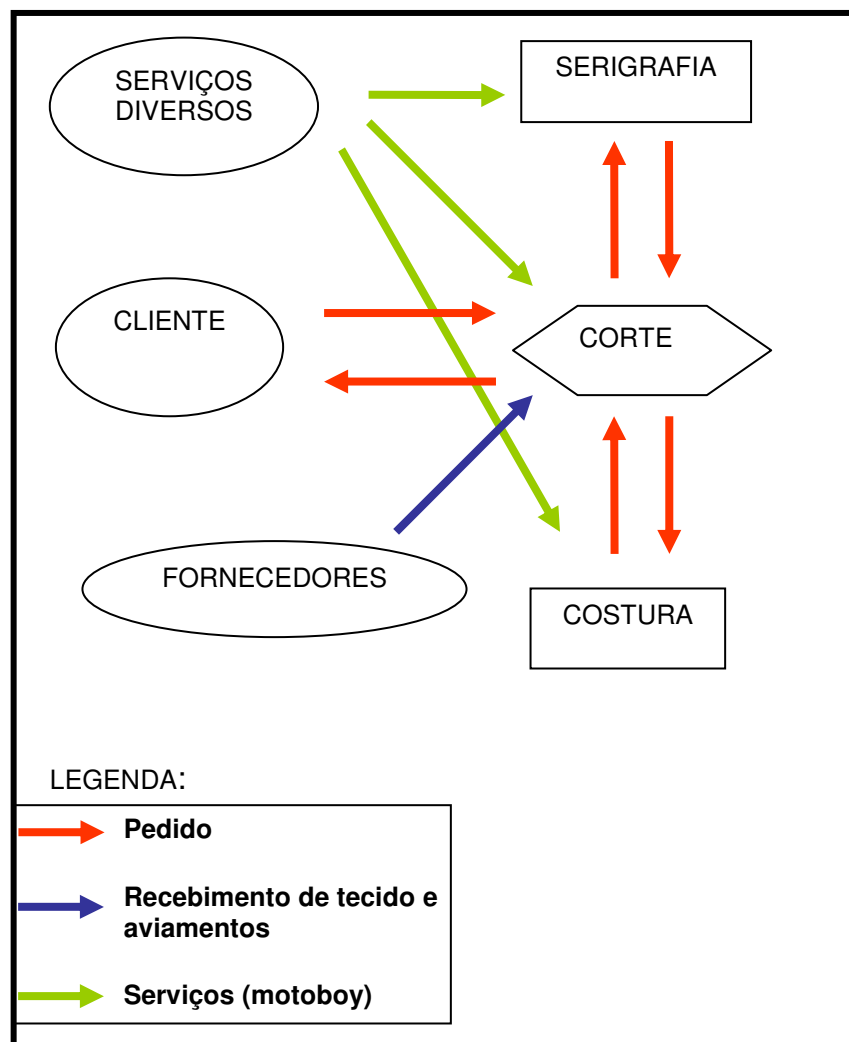 SERVIÇOS
DIVERSOS
SERIGRAFIA
CLIENTE
CORTE
FORNECEDORES
COSTURA
LEGENDA:
Pedido
Recebimento de tecido e
aviamentos
Serviços (motoboy)